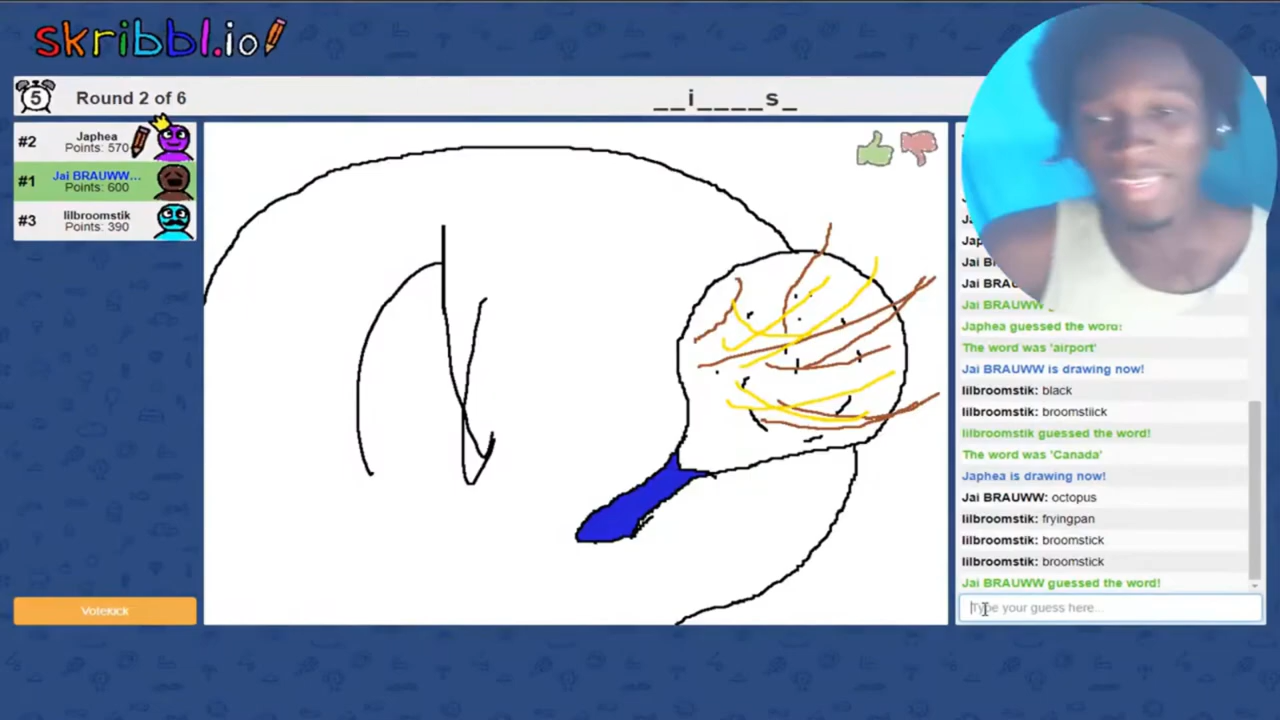 skribbl.io
5
Round 2 of 6
__i____s_
#2
Japhea
Points: 570
#1
Jai BRAUWW...
Points: 600
#3
lilbroomstik
Points: 390
Jai BRAUWW
Japhea guessed the word!
The word was 'airport'
Jai BRAUWW is drawing now!
lilbroomstik: black
lilbroomstik: broomstiick
lilbroomstik guessed the word!
The word was 'Canada'
Japhea is drawing now!
Jai BRAUWW: octopus
lilbroomstik: fryingpan
lilbroomstik: broomstick
lilbroomstik: broomstick
Jai BRAUWW guessed the word!
Type your guess here...
Votekick